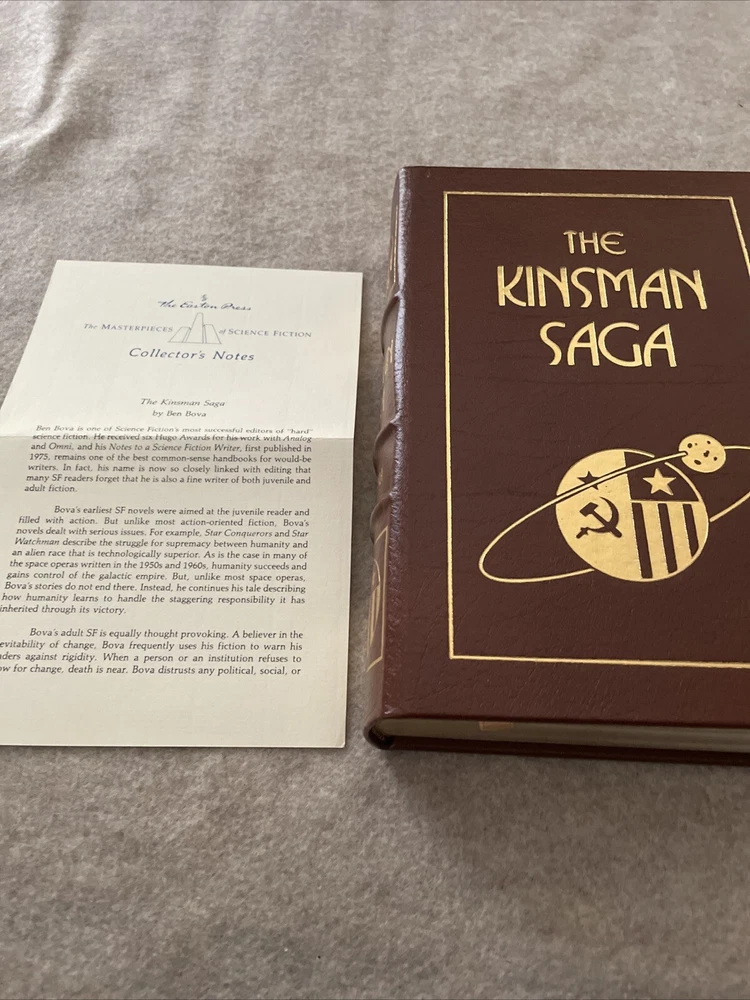 The Easton Press
The MASTERPIECES of SCIENCE FICTION
Collector's Notes
The Kinsman Saga
by Ben Bova
Ben Bova is one of Science Fiction's most successful editors of "hard"
science fiction. He received six Hugo Awards for his work with Analog
and Omni, and his Notes to a Science Fiction Writer, first published in
1975, remains one of the best common-sense handbooks for would-be
writers. In fact, his name is now so closely linked with editing that
many SF readers forget that he is also a fine writer of both juvenile and
adult fiction.
Bova's earliest SF novels were aimed at the juvenile reader and
filled with action. But unlike most action-oriented fiction, Bova's
novels dealt with serious issues. For example, Star Conquerors and Star
Watchman describe the struggle for supremacy between humanity and
an alien race that is technologically superior. As is the case in many of
the space operas written in the 1950s and 1960s, humanity succeeds and
gains control of the galactic empire. But, unlike most space operas,
Bova's stories do not end there. Instead, he continues his tale describing
how humanity learns to handle the staggering responsibility it has
inherited through its victory.
Bova's adult SF is equally thought provoking. A believer in the
evitability of change, Bova frequently uses his fiction to warn his
ders against rigidity. When a person or an institution refuses to
ow for change, death is near. Bova distrusts any political, social, or
THE
KINSMAN
SAGA